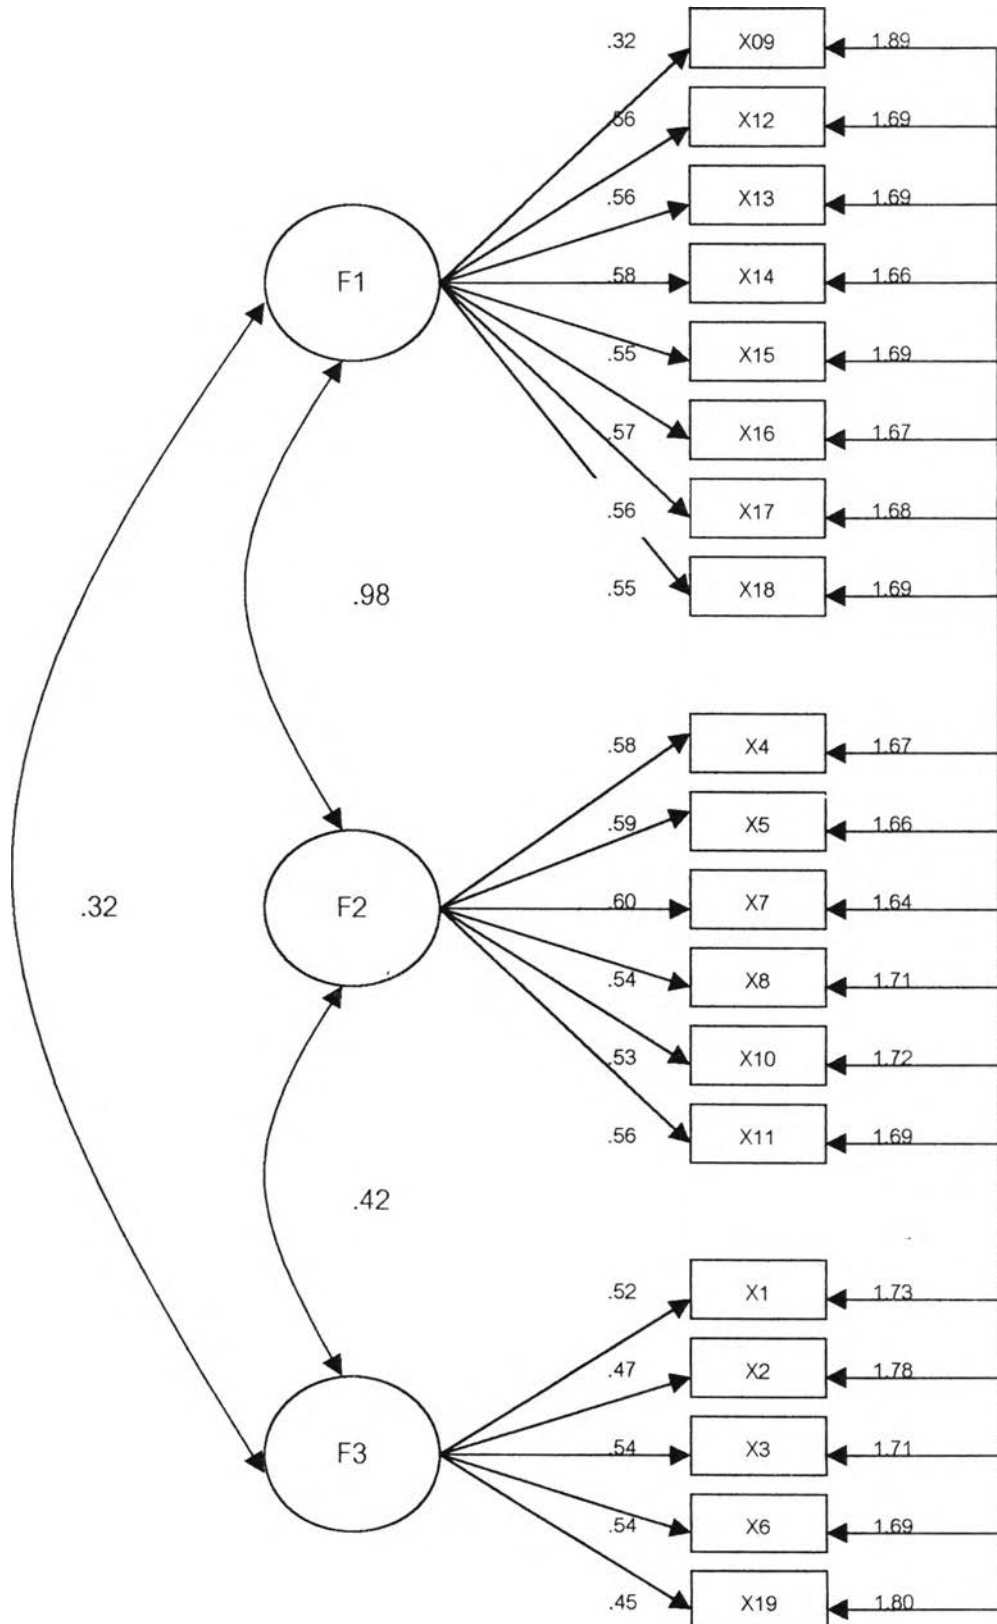 .32 X09 1.89
.56 X12 1.69
.56 X13 1.69
F1
.58 X14 1.66
.55 X15 1.69
.57 X16 1.67
.56 X17 1.68
.98
.55 X18 1.69
.58 X4 1.67
.59 X5 1.66
.32
F2
.60 X7 1.64
.54 X8 1.71
.53 X10 1.72
.56 X11 1.69
.42
.52 X1 1.73
.47 X2 1.78
F3
.54 X3 1.71
.54 X6 1.69
.45 X19 1.80